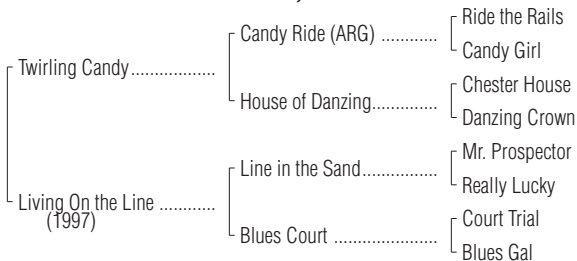 Ride the Rails
Candy Ride (ARG) ............
Candy Girl
Twirling Candy..................
Chester House
House of Danzing..............
Danzing Crown
Mr. Prospector
Line in the Sand................
Really Lucky
Living On the Line ............
(1997)
Court Trial
Blues Court ......................
Blues Gal